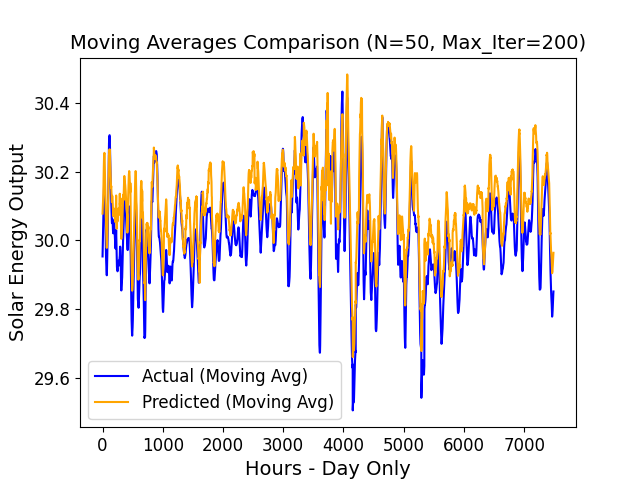 Moving Averages Comparison (N=50, Max_Iter=200)
Solar Energy Output
30.4
30.2
30.0
29.8
29.6
Actual (Moving Avg)
Predicted (Moving Avg)
0 1000 2000 3000 4000 5000 6000 7000
Hours - Day Only